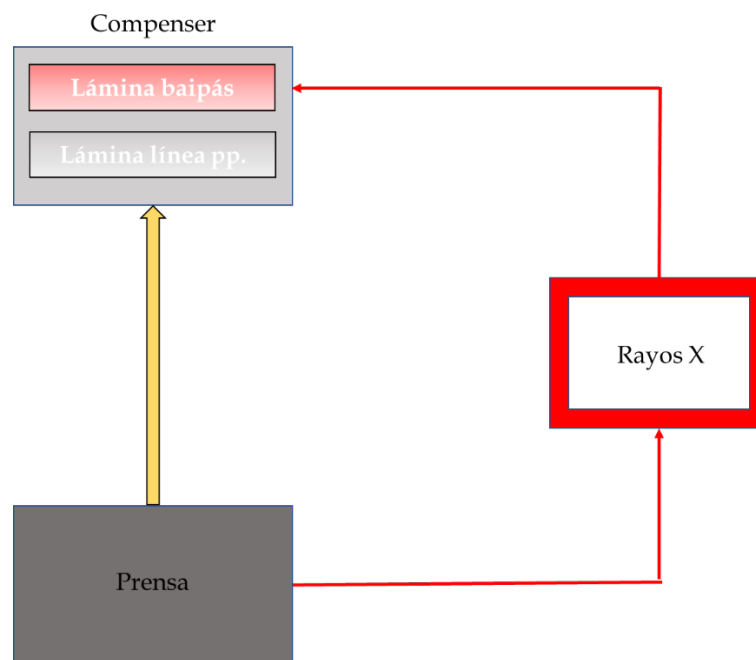 Compenser
Lámina baipás
Lámina línea pp.
Rayos X
Prensa